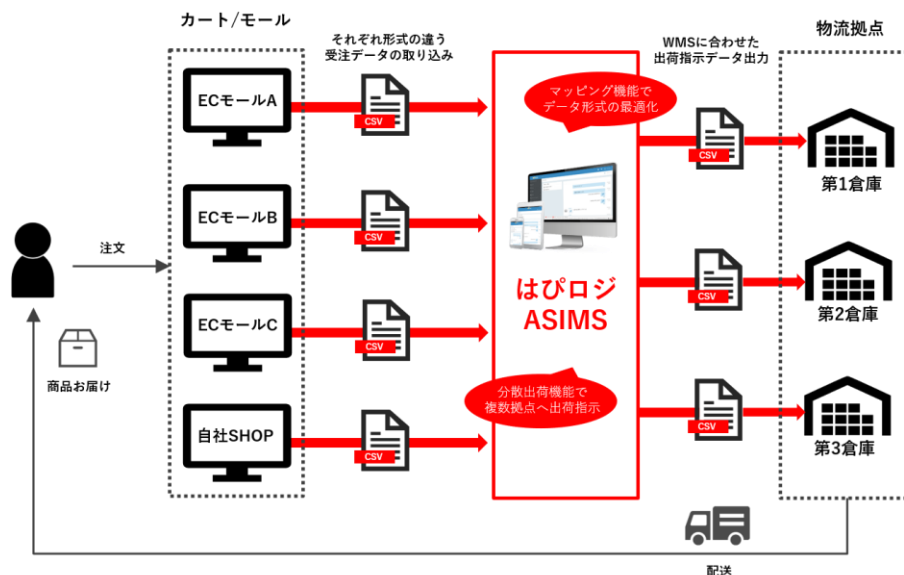 カート/モール
それぞれ形式の違う
受注データの取り込み
WMSに合わせた
出荷指示データ出力
物流拠点
ECモールA
CSV
マッピング機能で
データ形式の最適化
CSV
第1倉庫
ECモールB
CSV
注文
はぴロジ
ASIMS
CSV
第2倉庫
ECモールC
CSV
商品お届け
分散出荷機能で
複数拠点へ出荷指示
CSV
第3倉庫
自社SHOP
CSV
配送